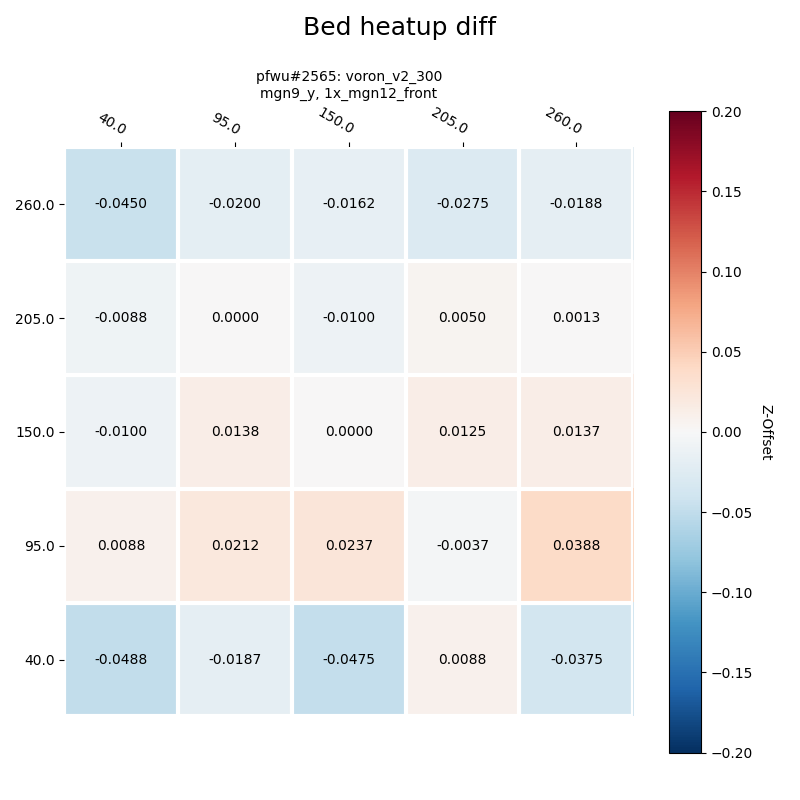 Bed heatup diff
pfwu#2565: voron_v2_300
mgn9_y, 1x_mgn12_front
40.0 95.0 150.0 205.0 260.0
260.0 -0.0450 -0.0200 -0.0162 -0.0275 -0.0188
205.0 -0.0088 0.0000 -0.0100 0.0050 0.0013
150.0 -0.0100 0.0138 0.0000 0.0125 0.0137
95.0 0.0088 0.0212 0.0237 -0.0037 0.0388
40.0 -0.0488 -0.0187 -0.0475 0.0088 -0.0375
0.20
0.15
0.10
0.05
0.00
−0.05
−0.10
−0.15
−0.20
Z-Offset